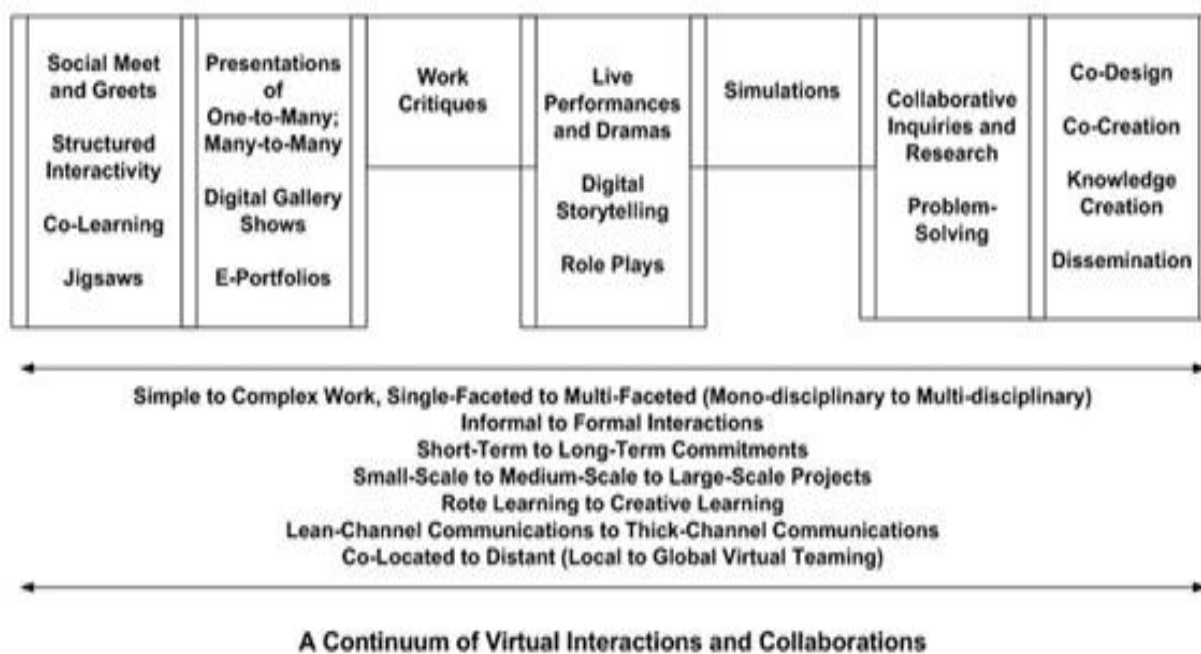 Social Meet
and Greets
Structured
Interactivity
Co-Learning
Jigsaws
Presentations
of
One-to-Many;
Many-to-Many
Digital Gallery
Shows
E-Portfolios
Work
Critiques
Live
Performances
and Dramas
Digital
Storytelling
Role Plays
Simulations
Collaborative
Inquiries and
Research
Problem-
Solving
Co-Design
Co-Creation
Knowledge
Creation
Dissemination
Simple to Complex Work, Single-Faceted to Multi-Faceted (Mono-disciplinary to Multi-disciplinary)
Informal to Formal Interactions
Short-Term to Long-Term Commitments
Small-Scale to Medium-Scale to Large-Scale Projects
Rote Learning to Creative Learning
Lean-Channel Communications to Thick-Channel Communications
Co-Located to Distant (Local to Global Virtual Teaming)
A Continuum of Virtual Interactions and Collaborations